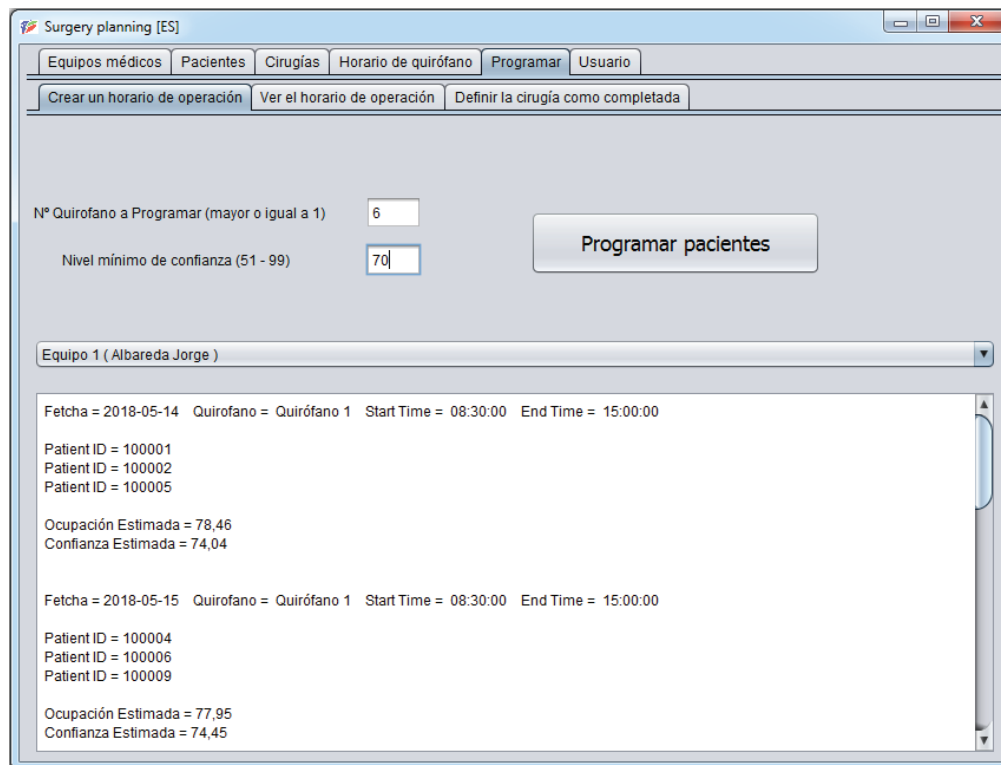 Surgery planning [ES]
Equipos médicos Pacientes Cirugías Horario de quirófano Programar Usuario
Crear un horario de operación Ver el horario de operación Definir la cirugía como completada
Nº Quirofano a Programar (mayor o igual a 1) 6
Nivel mínimo de confianza (51 - 99) 70
Programar pacientes
Equipo 1 ( Albareda Jorge )
Fetcha = 2018-05-14 Quirofano = Quirófano 1 Start Time = 08:30:00 End Time = 15:00:00
Patient ID = 100001
Patient ID = 100002
Patient ID = 100005
Ocupación Estimada = 78,46
Confianza Estimada = 74,04
Fetcha = 2018-05-15 Quirofano = Quirófano 1 Start Time = 08:30:00 End Time = 15:00:00
Patient ID = 100004
Patient ID = 100006
Patient ID = 100009
Ocupación Estimada = 77,95
Confianza Estimada = 74,45